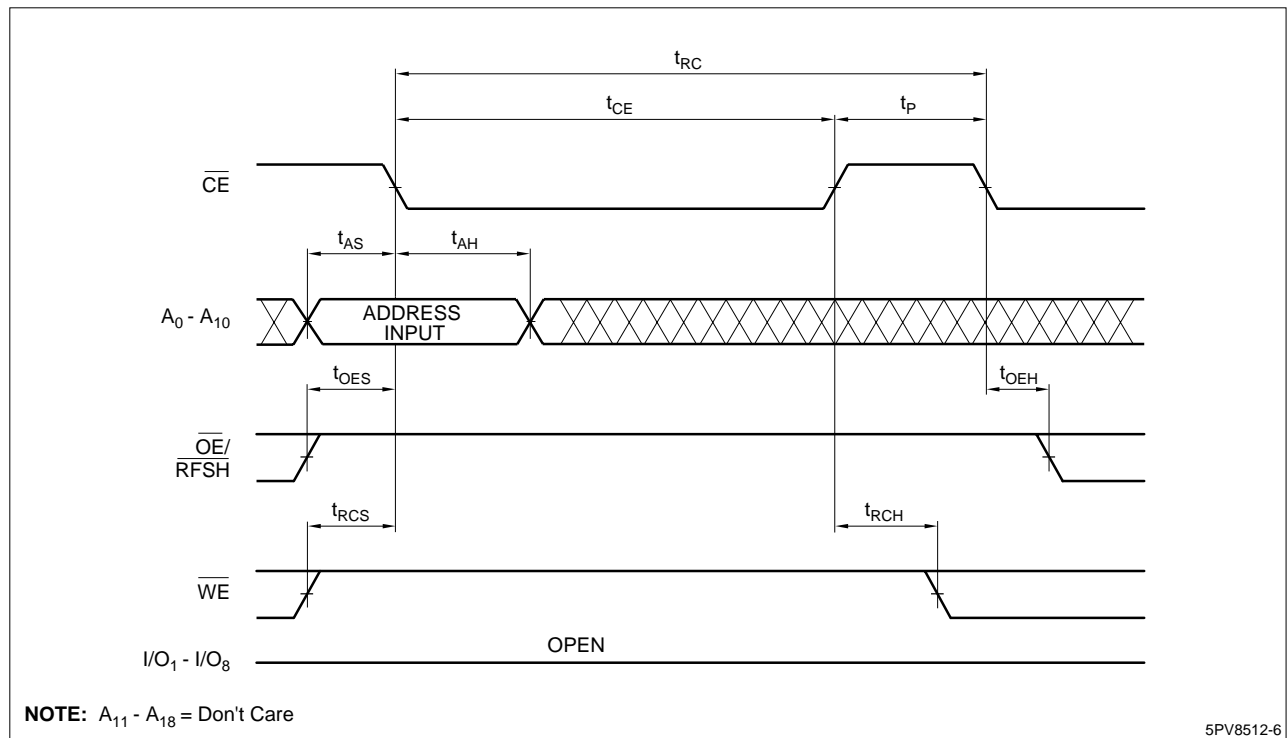 tRC
tCE
tP
CE
tAS
tAH
A0 - A10
ADDRESS
INPUT
tOES
tOEH
OE/
RFSH
tRCS
tRCH
WE
OPEN
I/O1 - I/O8
NOTE: A11 - A18 = Don't Care
5PV8512-6